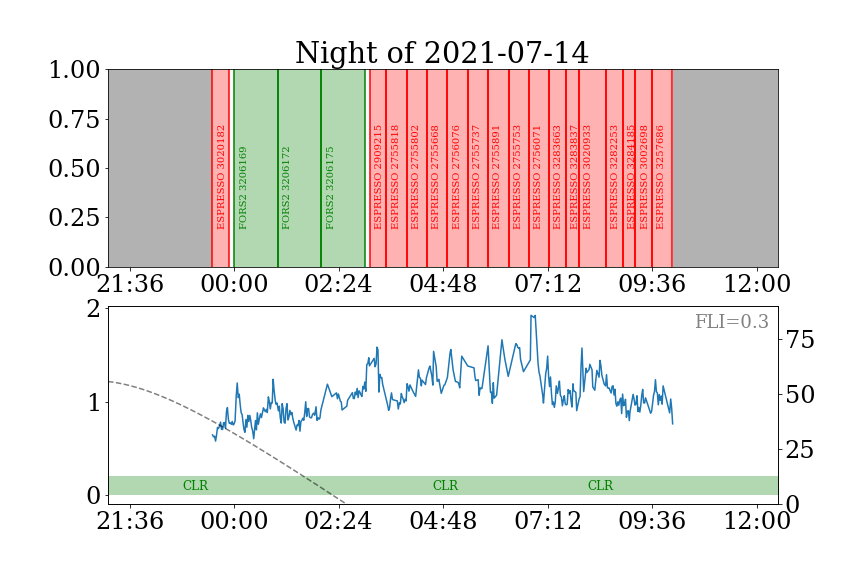 Night of 2021-07-14
1.00
0.75
0.50
0.25
0.00
ESPRESSO 3020182
FORS2 3206169
FORS2 3206172
FORS2 3206175
ESPRESSO 2909215
ESPRESSO 2755818
ESPRESSO 2755802
ESPRESSO 2755668
ESPRESSO 2756076
ESPRESSO 2755737
ESPRESSO 2755891
ESPRESSO 2755753
ESPRESSO 2756071
ESPRESSO 3283663
ESPRESSO 3283837
ESPRESSO 3020933
ESPRESSO 3282253
ESPRESSO 3284185
ESPRESSO 3002698
ESPRESSO 3257686
21:36 00:00 02:24 04:48 07:12 09:36 12:00
2
1
0
FLI=0.3
75
50
25
0
CLR CLR CLR
21:36 00:00 02:24 04:48 07:12 09:36 12:00